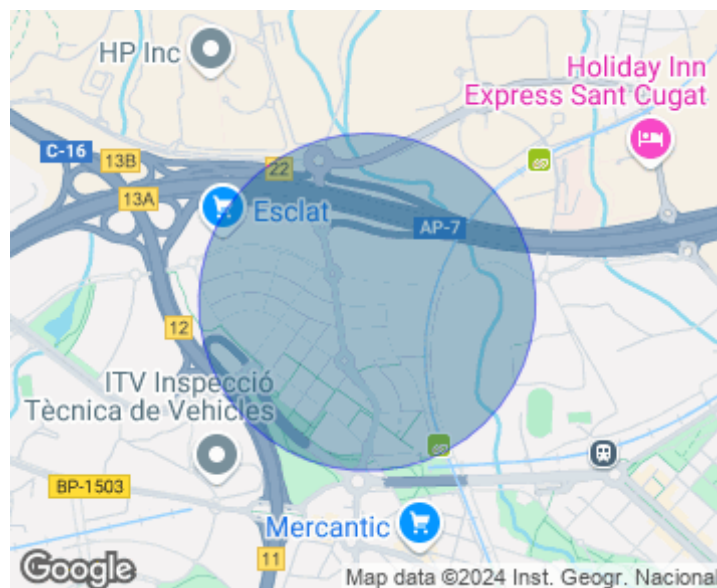 HP Inc
Holiday Inn
Express Sant Cugat
C-16
13B
22
13A
Esclat
AP-7
12
ITV Inspecció
Tècnica de Vehicles
BP-1503
Mercantic
11
Google
Map data ©2024 Inst. Geogr. Nacional